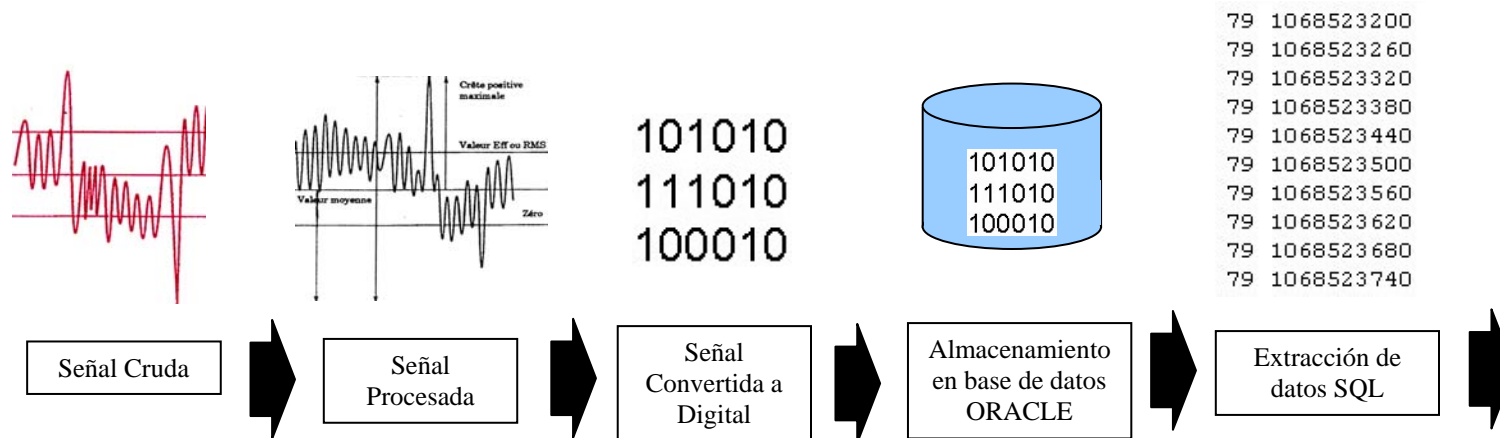 79 1068523200
79 1068523260
79 1068523320
79 1068523380
79 1068523440
79 1068523500
79 1068523560
79 1068523620
79 1068523680
79 1068523740
Crête positive
maximale
Valeur Eff ou RMS
Valeur moyenne
Zéro
101010
111010
100010
101010
111010
100010
Señal Cruda
Señal
Procesada
Señal
Convertida a
Digital
Almacenamiento
en base de datos
ORACLE
Extracción de
datos SQL